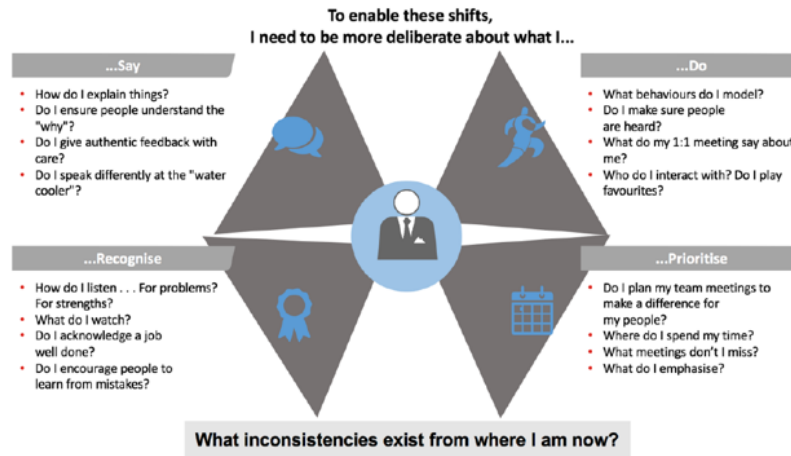 To enable these shifts,
I need to be more deliberate about what I...
...Say
How do I explain things?
Do I ensure people understand the
"why"?
Do I give authentic feedback with
care?
Do I speak differently at the "water
cooler"?
...Do
What behaviours do I model?
Do I make sure people
are heard?
What do my 1:1 meeting say about
me?
Who do I interact with? Do I play
favourites?
...Recognise
How do I listen . . . For problems?
For strengths?
What do I watch?
Do I acknowledge a job
well done?
Do I encourage people to
learn from mistakes?
...Prioritise
Do I plan my team meetings to
make a difference for
my people?
Where do I spend my time?
What meetings don't I miss?
What do I emphasise?
What inconsistencies exist from where I am now?